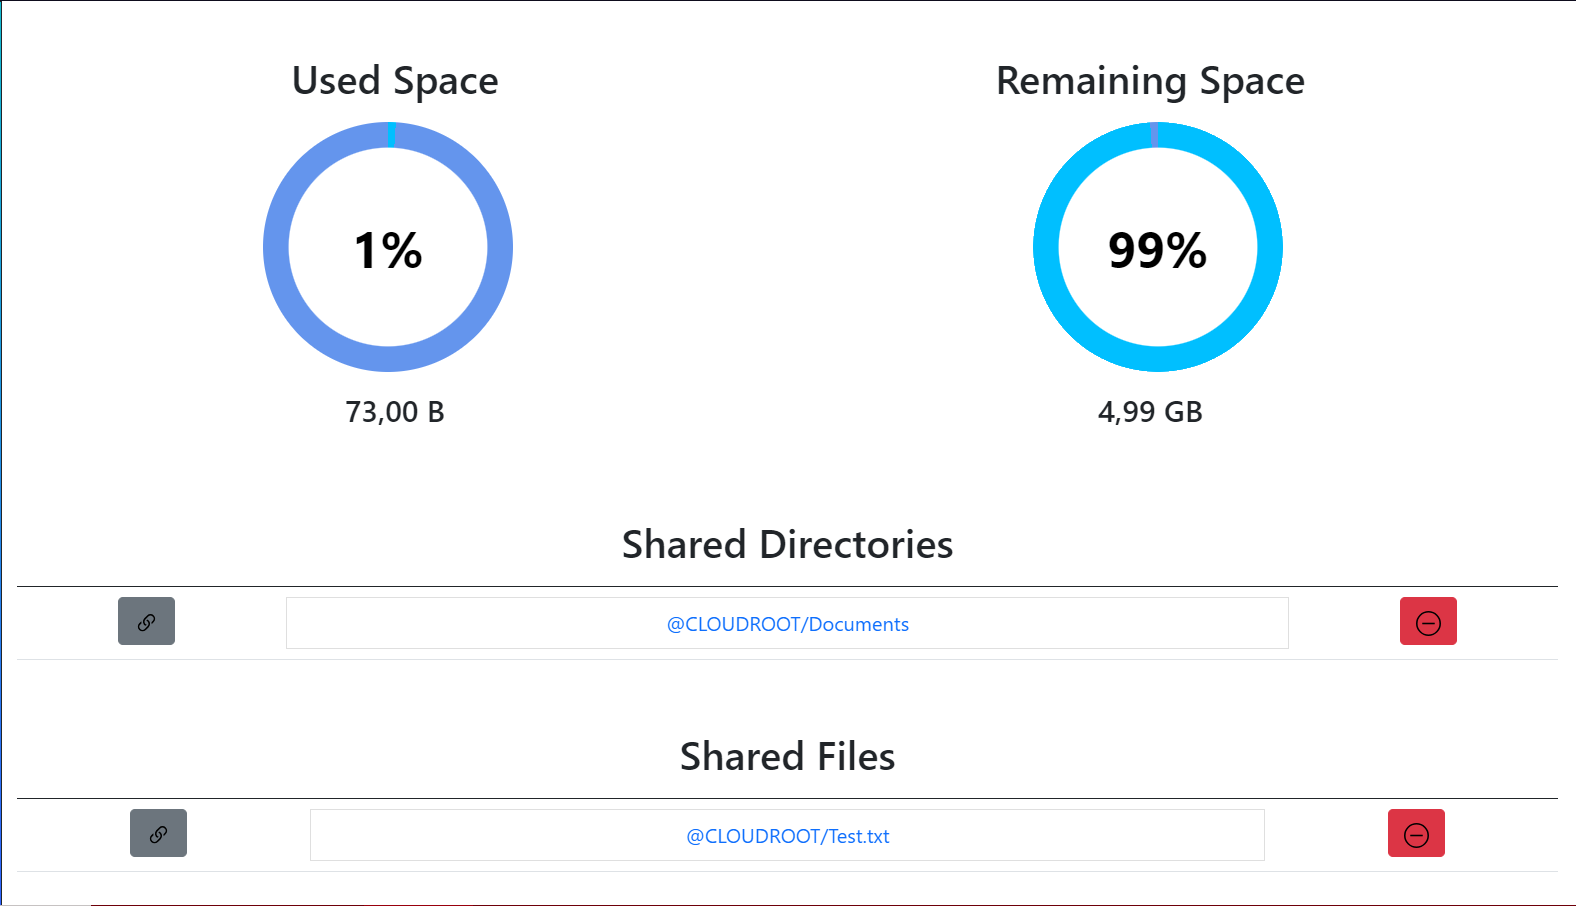 Used Space
Remaining Space
1%
99%
73,00 B
4,99 GB
Shared Directories
@CLOUDROOT/Documents
Shared Files
@CLOUDROOT/Test.txt